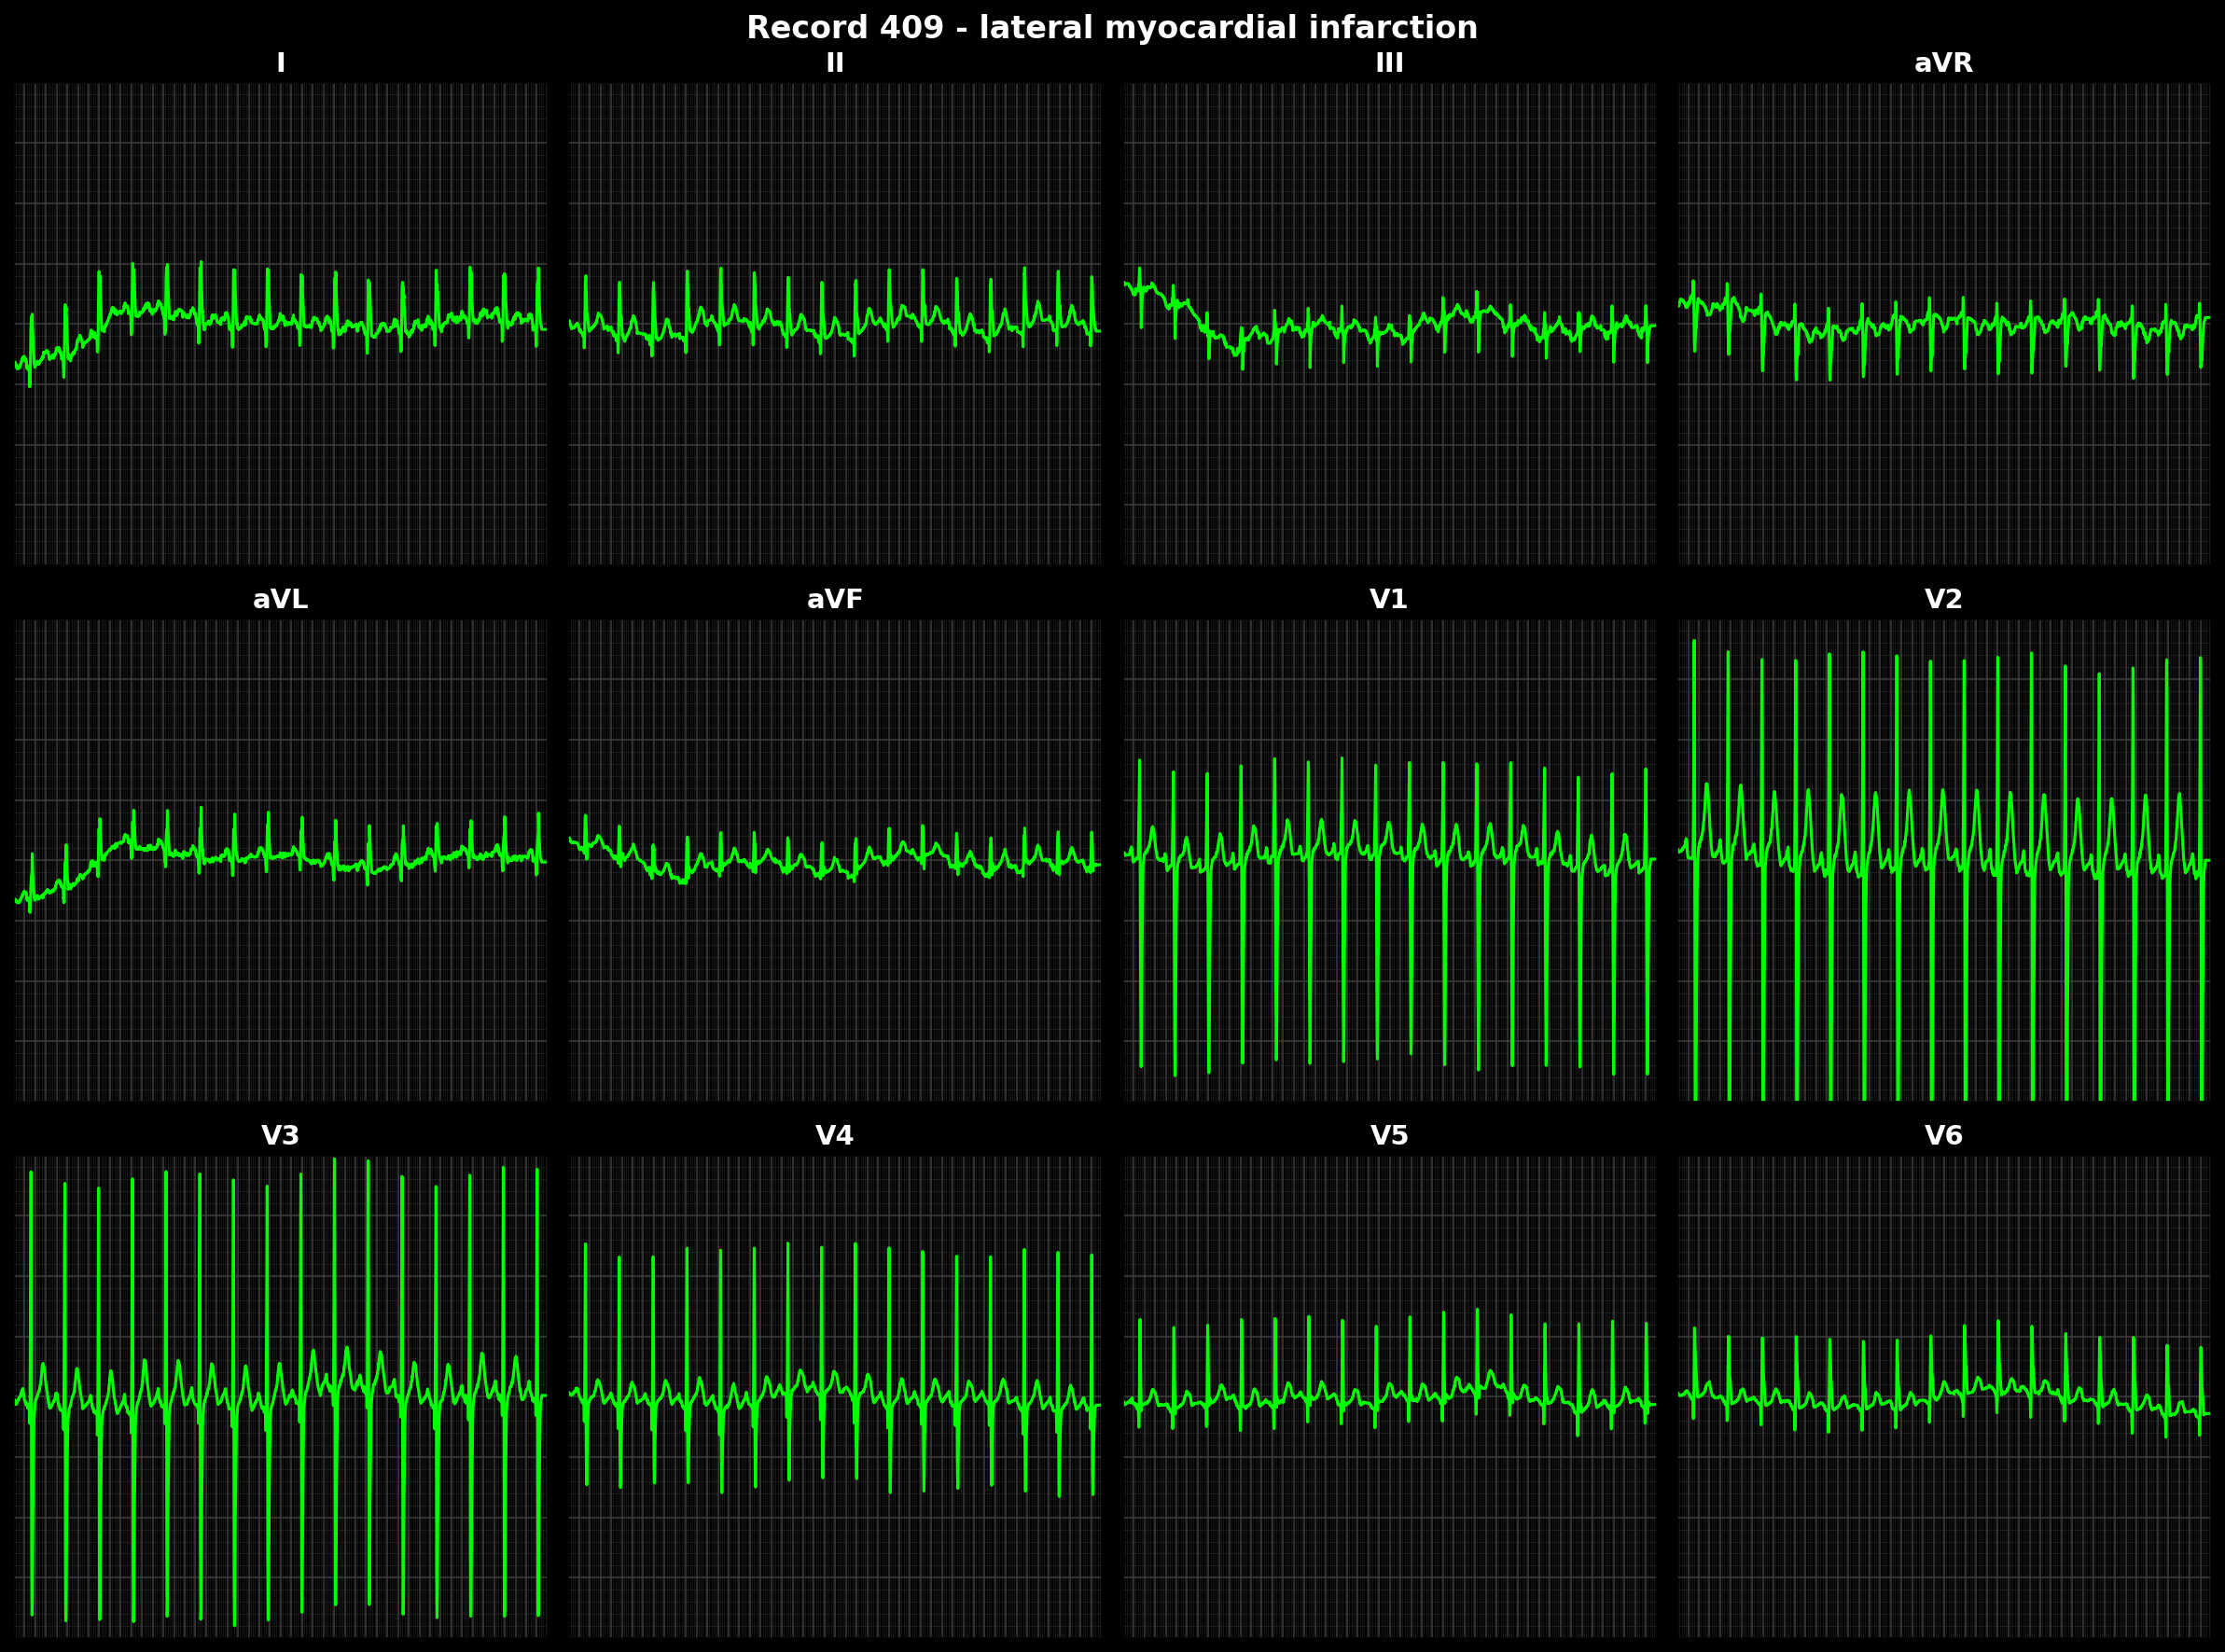 Record 409 - lateral myocardial infarction
I II III aVR
aVL aVF V1 V2
V3 V4 V5 V6